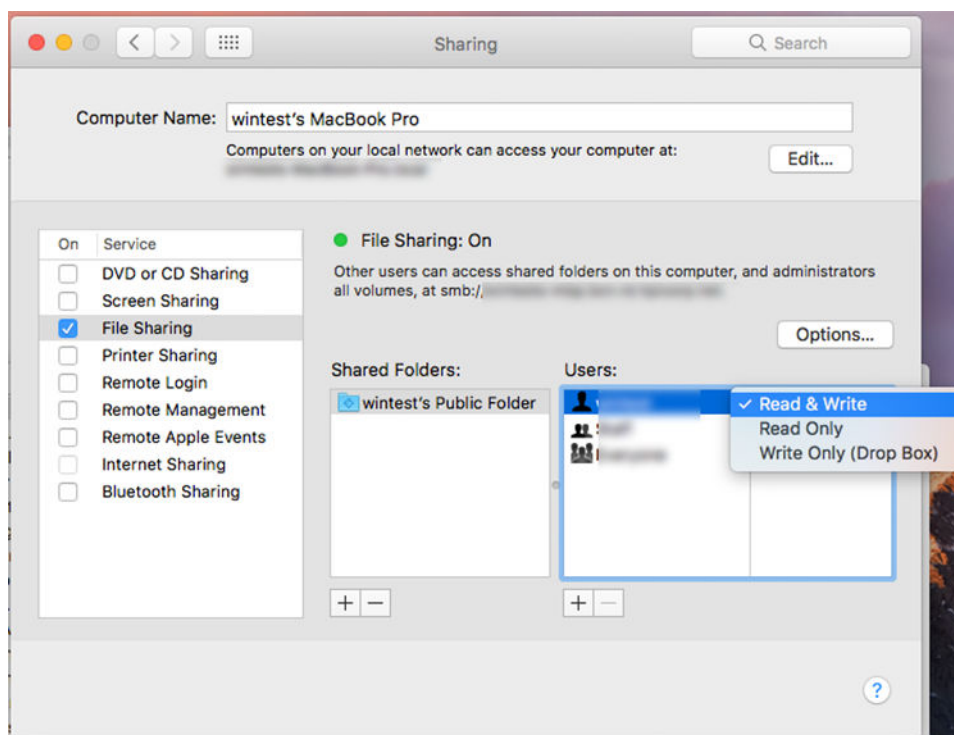 Sharing
Search
Computer Name:
wintest's MacBook Pro
Computers on your local network can access your computer at:
Edit...
On Service
DVD or CD Sharing
Screen Sharing
File Sharing
Printer Sharing
Remote Login
Remote Management
Remote Apple Events
Internet Sharing
Bluetooth Sharing
File Sharing: On
Other users can access shared folders on this computer, and administrators
all volumes, at smb:/
Options...
Shared Folders:
wintest's Public Folder
Users:
Read & Write
Read Only
Write Only (Drop Box)